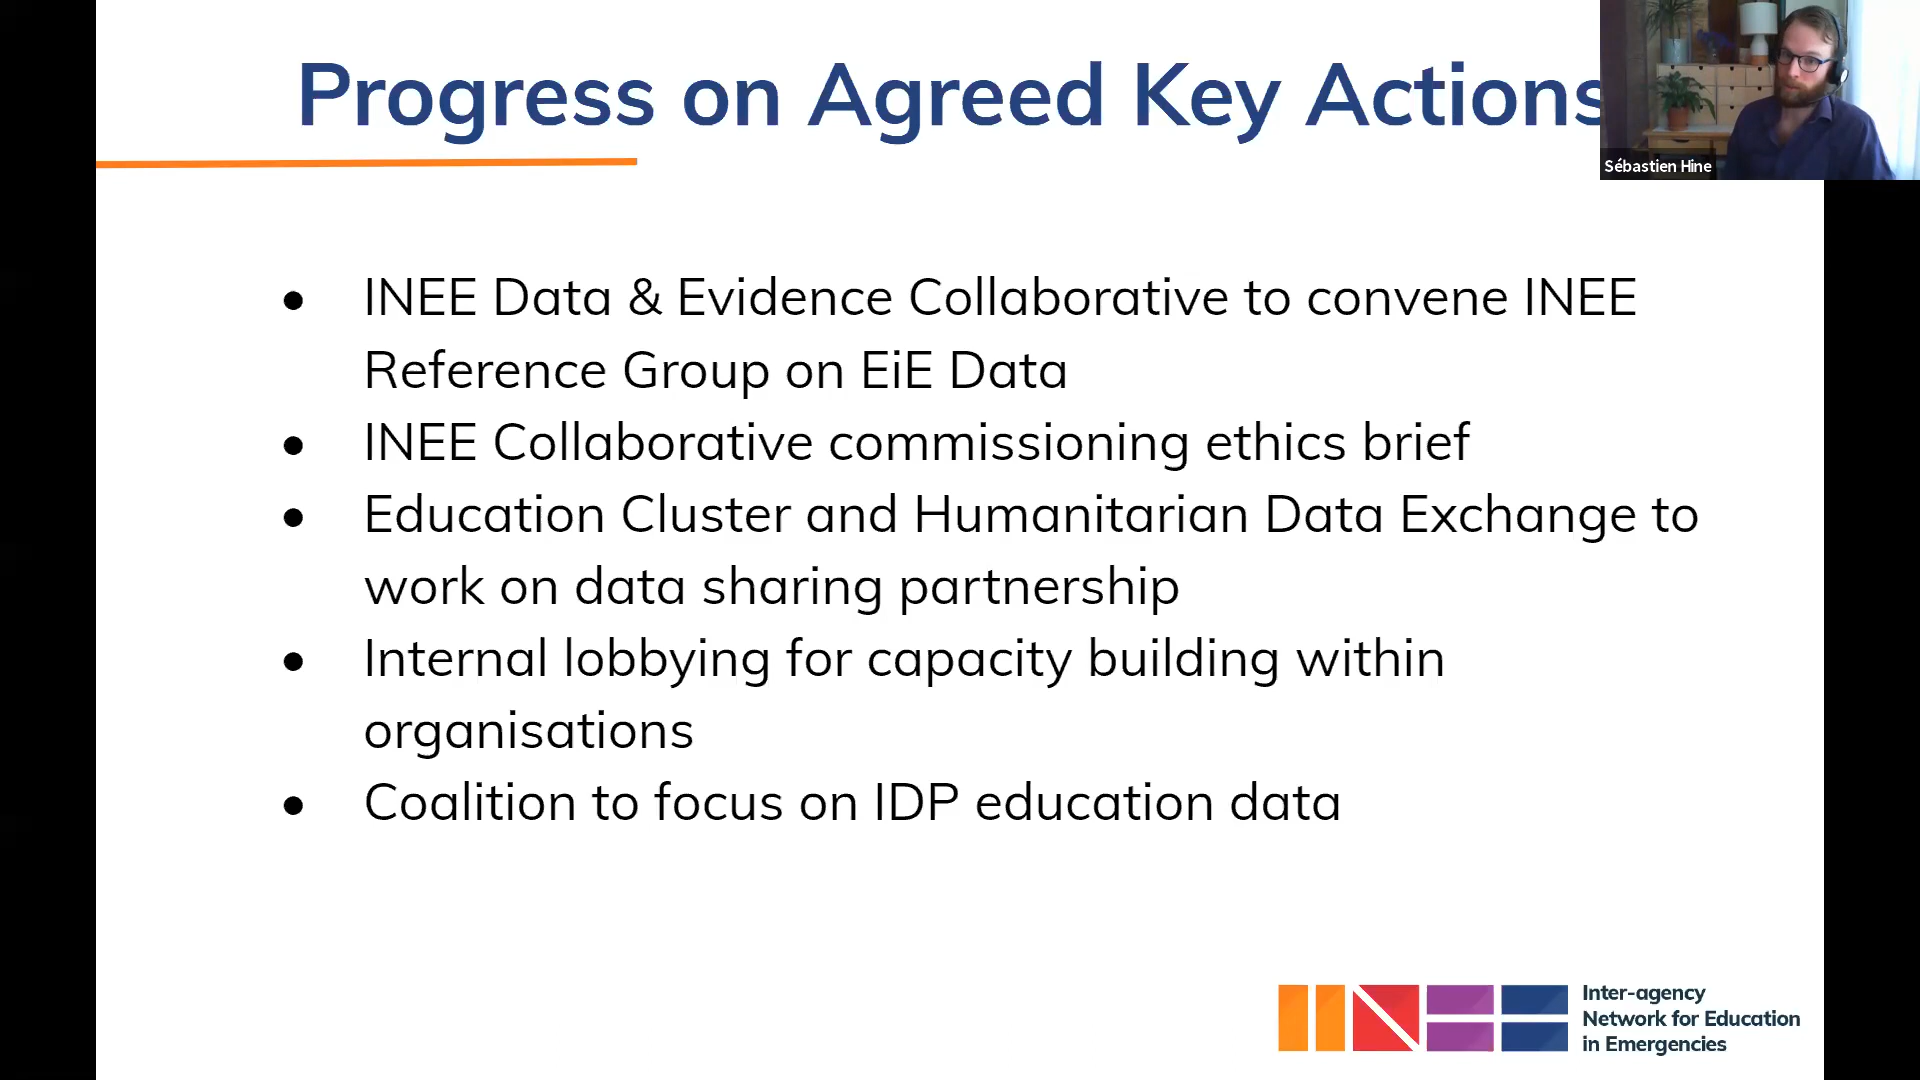 Progress on Agreed Key Actions
Sébastien Hine
• INEE Data & Evidence Collaborative to convene INEE
Reference Group on EiE Data
• INEE Collaborative commissioning ethics brief
• Education Cluster and Humanitarian Data Exchange to
work on data sharing partnership
• Internal lobbying for capacity building within
organisations
• Coalition to focus on IDP education data
INEE
Inter-agency
Network for Education
in Emergencies